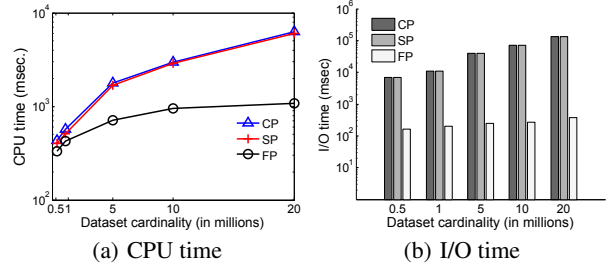 10^4
10^3
10^2
CPU time (msec.)
CP
SP
FP
0.5 1 5 10 20
Dataset cardinality (in millions)
(a) CPU time
10^6
10^5
10^4
10^3
10^2
10^1
I/O time (msec)
CP
SP
FP
0.5 1 5 10 20
Dataset cardinality (in millions)
(b) I/O time